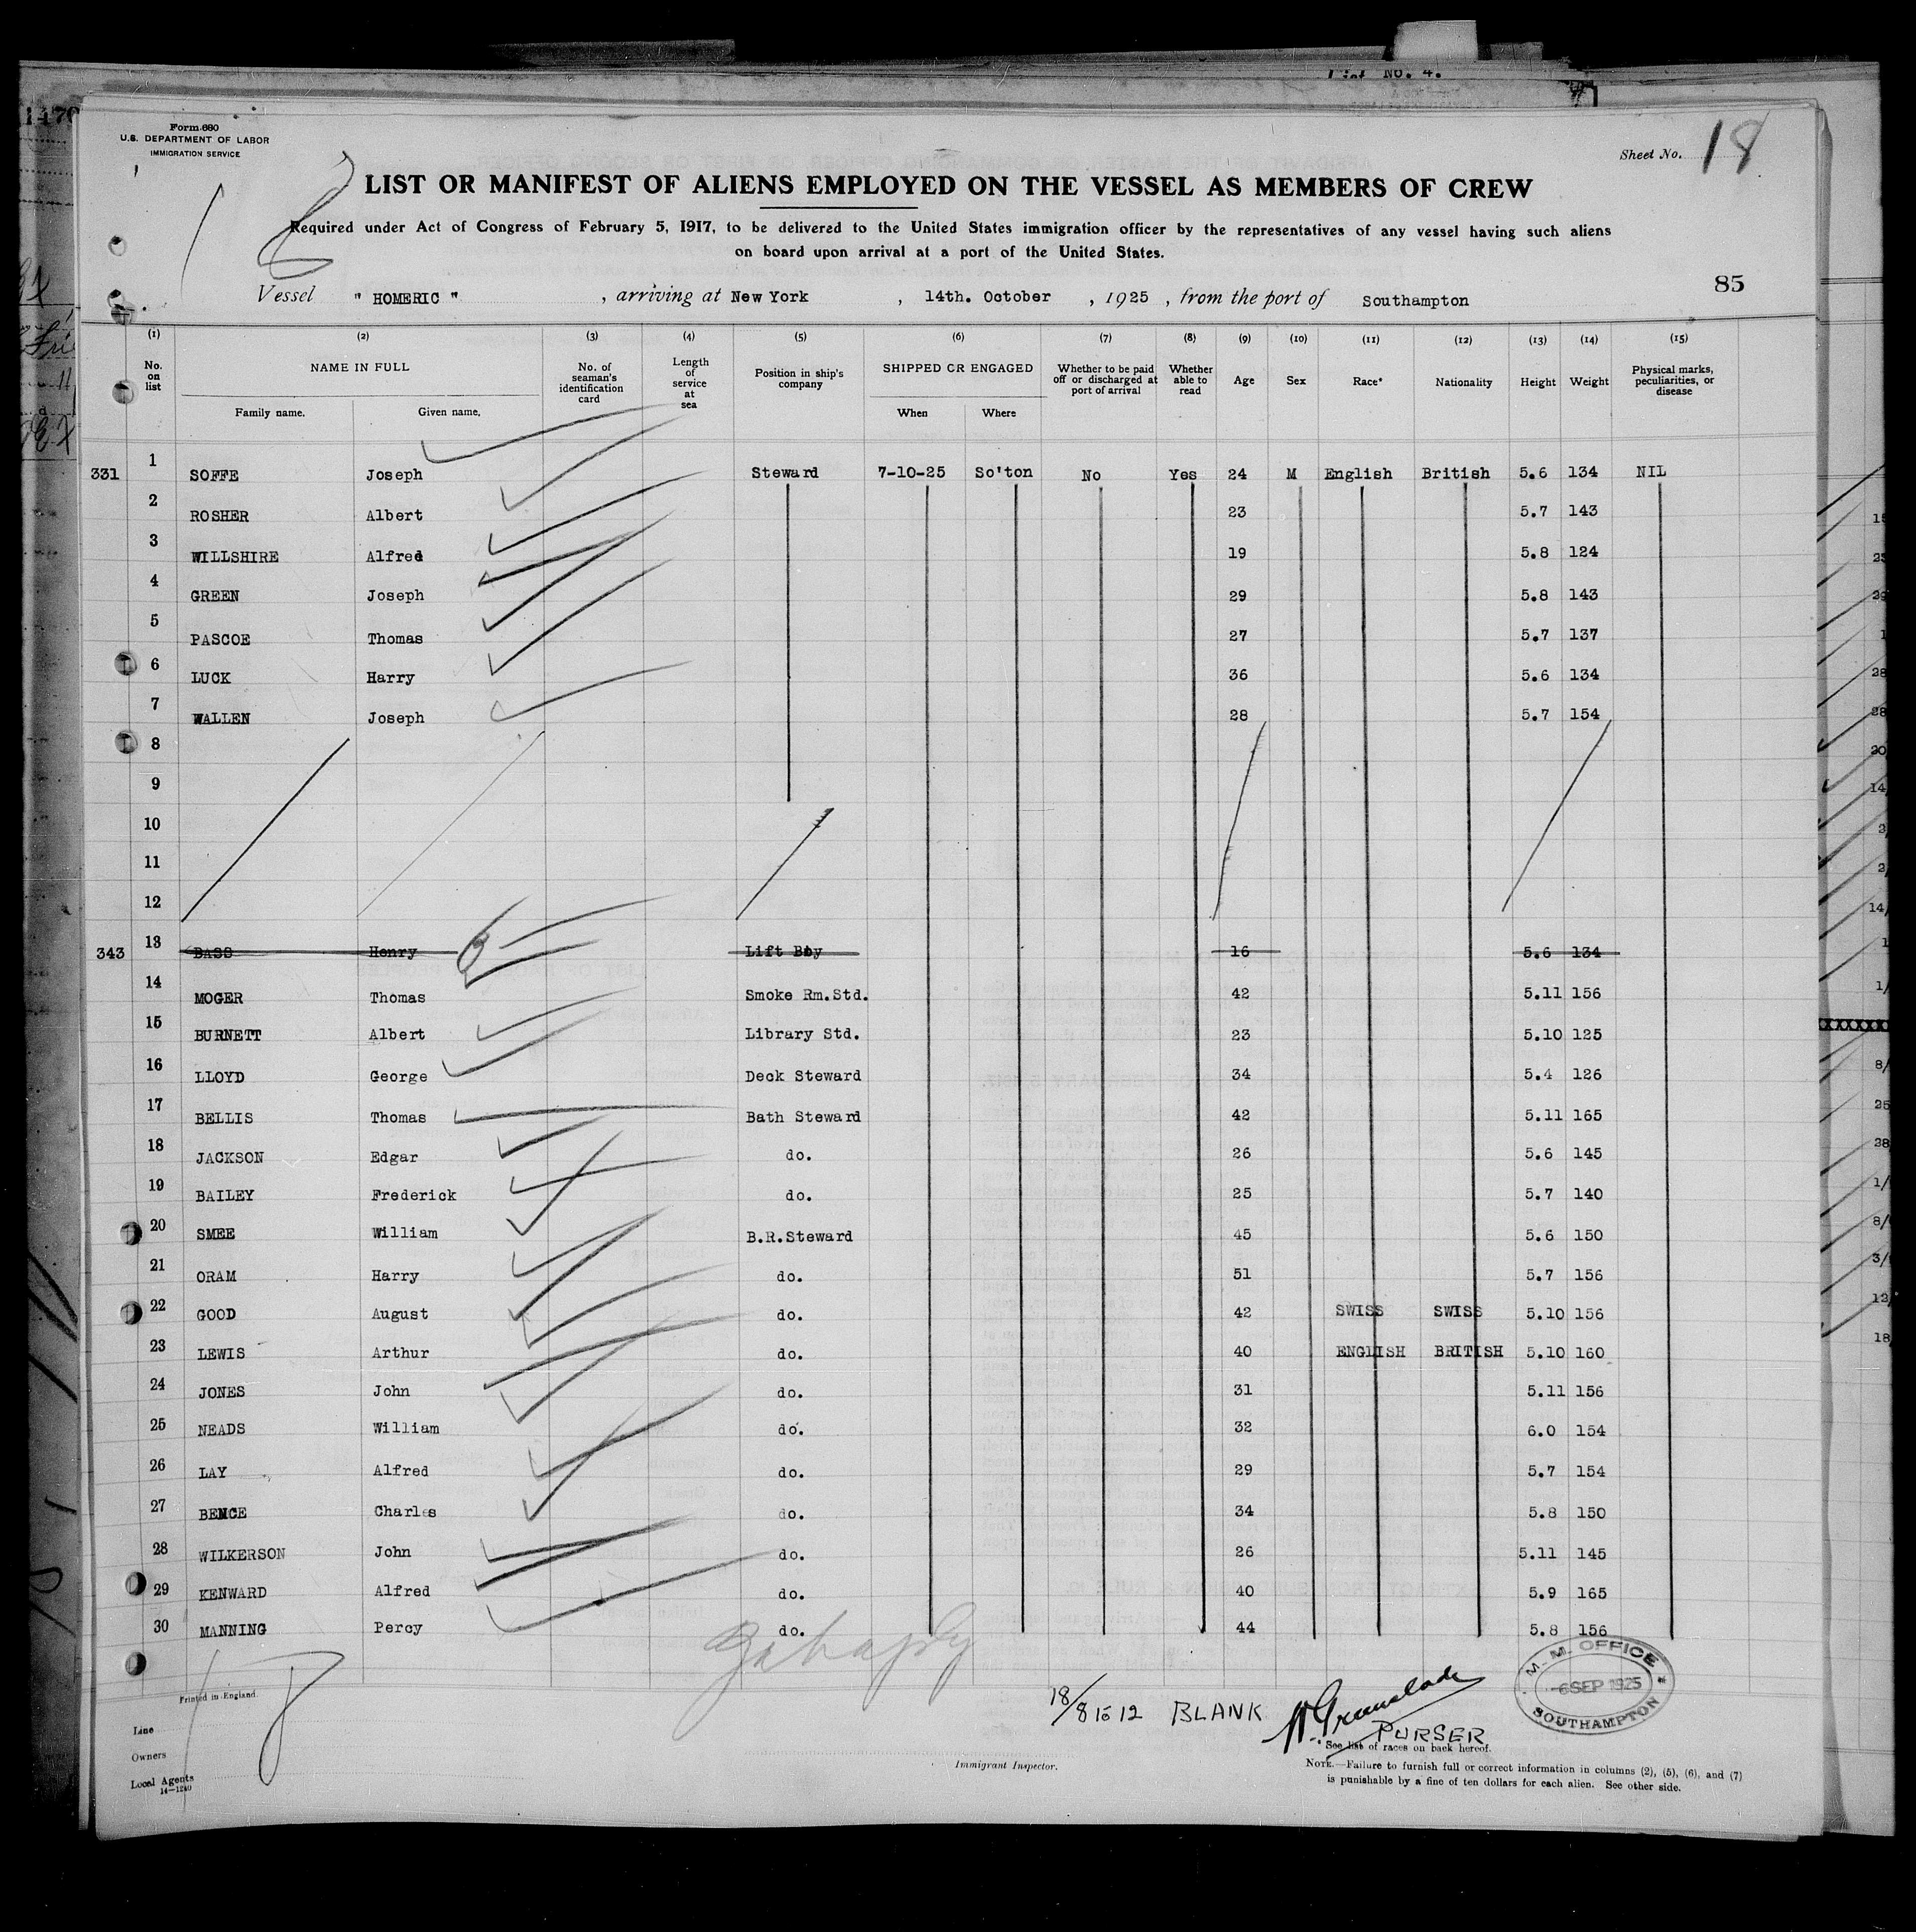 List No. 4.
1470
Form 680
U.S. DEPARTMENT OF LABOR
IMMIGRATION SERVICE
Sheet No. 18
LIST OR MANIFEST OF ALIENS EMPLOYED ON THE VESSEL AS MEMBERS OF CREW
Required under Act of Congress of February 5, 1917, to be delivered to the United States immigration officer by the representatives of any vessel having such aliens
on board upon arrival at a port of the United States.
85
Vessel " HOMERIC " , arriving at New York , 14th. October , 1925 , from the port of Southampton
(1) (2) (3) (4) (5) (6) (7) (8) (9) (10) (11) (12) (13) (14) (15)
No. on list NAME IN FULL No. of seaman's identification card Length of service at sea Position in ship's company SHIPPED OR ENGAGED Whether to be paid off or discharged at port of arrival Whether able to read Age Sex Race* Nationality Height Weight Physical marks, peculiarities, or disease
Family name. Given name. When Where
331 1 SOFFE Joseph Steward 7-10-25 So'ton No Yes 24 M English British 5.6 134 NIL
2 ROSHER Albert 23 5.7 143
3 WILLSHIRE Alfred 19 5.8 124
4 GREEN Joseph 29 5.8 143
5 PASCOE Thomas 27 5.7 137
6 LUCK Harry 36 5.6 134
7 WALLEN Joseph 28 5.7 154
8
9
10
11
12
343 13 BASS Henry Lift Boy 16 5.6 134
14 MOGER Thomas Smoke Rm.Std. 42 5.11 156
15 BURNETT Albert Library Std. 23 5.10 125
16 LLOYD George Deck Steward 34 5.4 126
17 BELLIS Thomas Bath Steward 42 5.11 165
18 JACKSON Edgar do. 26 5.6 145
19 BAILEY Frederick do. 25 5.7 140
20 SMEE William B.R.Steward 45 5.6 150
21 ORAM Harry do. 51 5.7 156
22 GOOD August do. 42 SWISS SWISS 5.10 156
23 LEWIS Arthur do. 40 ENGLISH BRITISH 5.10 160
24 JONES John do. 31 5.11 156
25 NEADS William do. 32 6.0 154
26 LAY Alfred do. 29 5.7 154
27 BENCE Charles do. 34 5.8 150
28 WILKERSON John do. 26 5.11 145
29 KENWARD Alfred do. 40 5.9 165
30 MANNING Percy do. 44 5.8 156
Printed in England.
18/8 to 12 BLANK
PURSER
M. M. OFFICE
-6 SEP 1925
SOUTHAMPTON
Line
Owners
Local Agents
14-1240
Immigrant Inspector.
See list of races on back hereof.
NOTE.—Failure to furnish full or correct information in columns (2), (5), (6), and (7)
is punishable by a fine of ten dollars for each alien. See other side.